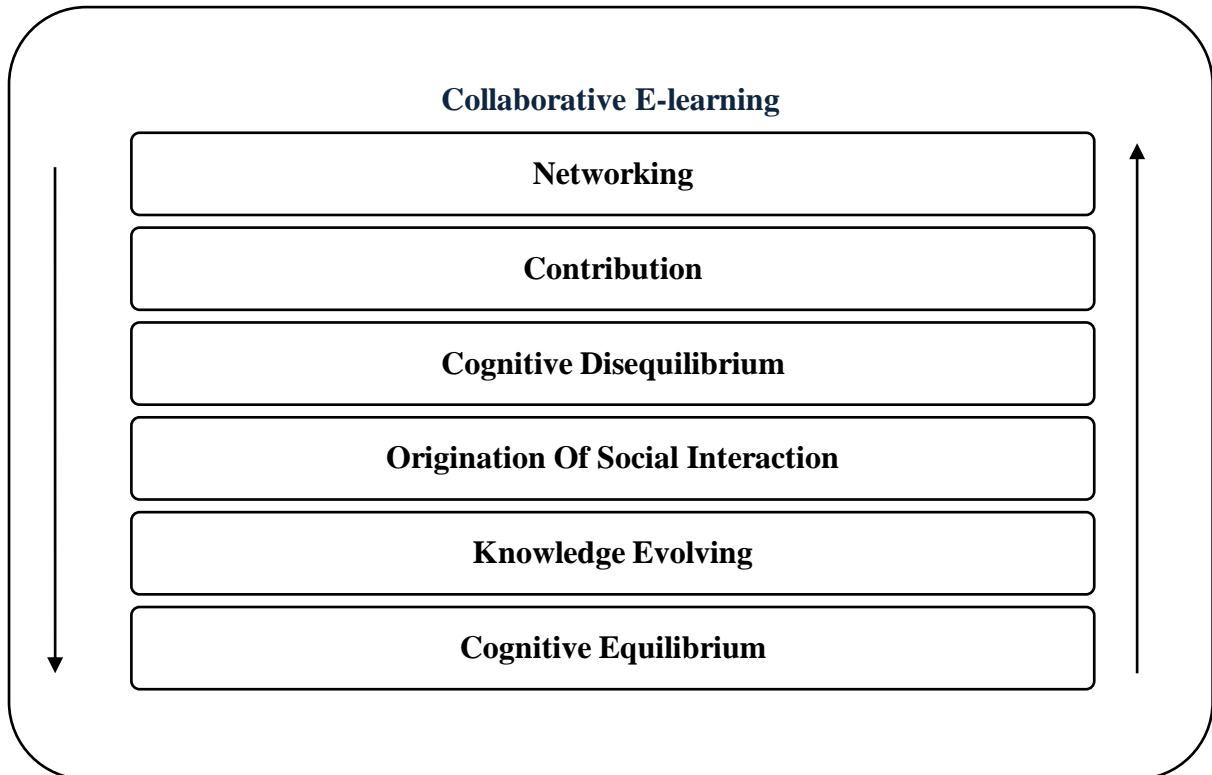 Collaborative E-learning
Networking
Contribution
Cognitive Disequilibrium
Origination Of Social Interaction
Knowledge Evolving
Cognitive Equilibrium